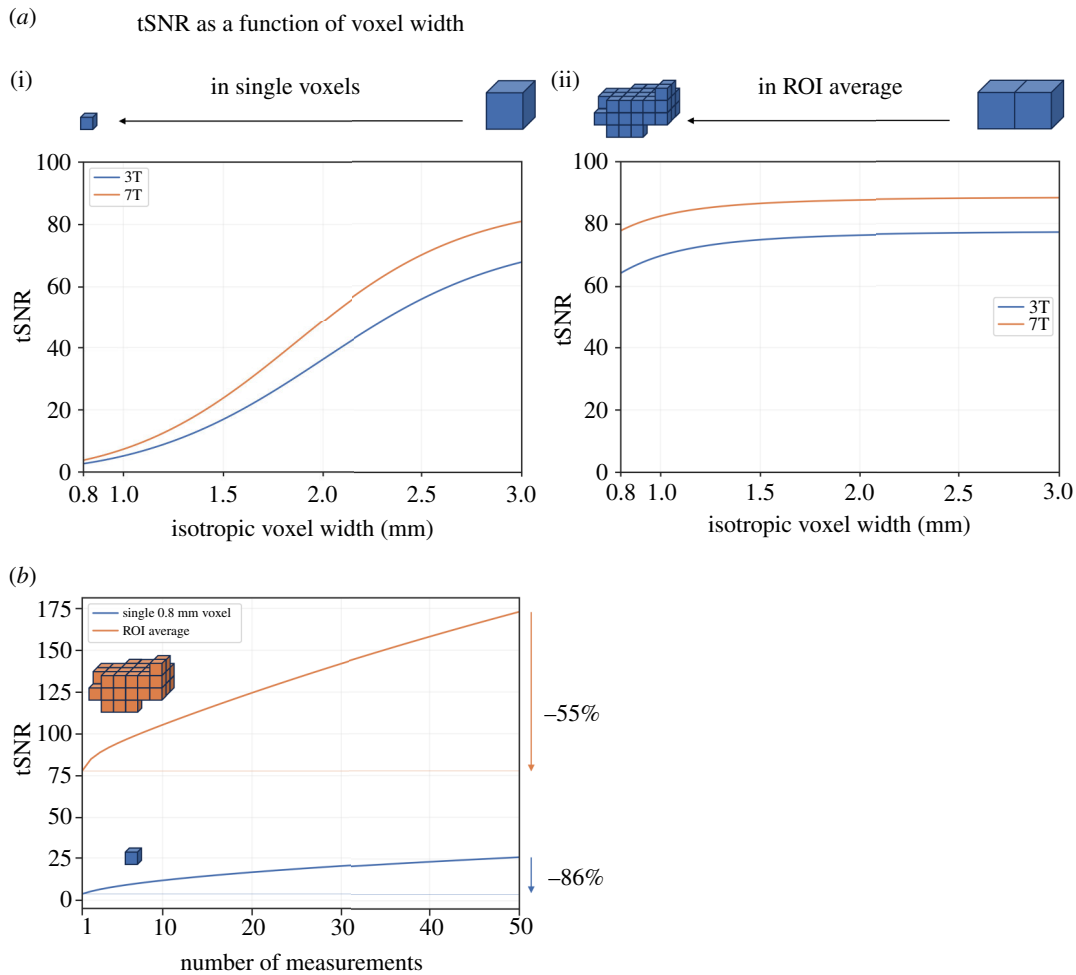 (a)
tSNR as a function of voxel width
(i)
in single voxels
100
80
60
40
20
0
tSNR
3T
7T
0.8 1.0 1.5 2.0 2.5 3.0
isotropic voxel width (mm)
(ii)
in ROI average
100
80
60
40
20
0
tSNR
3T
7T
0.8 1.0 1.5 2.0 2.5 3.0
isotropic voxel width (mm)
(b)
175
150
125
100
75
50
25
0
tSNR
single 0.8 mm voxel
ROI average
–55%
–86%
1 10 20 30 40 50
number of measurements